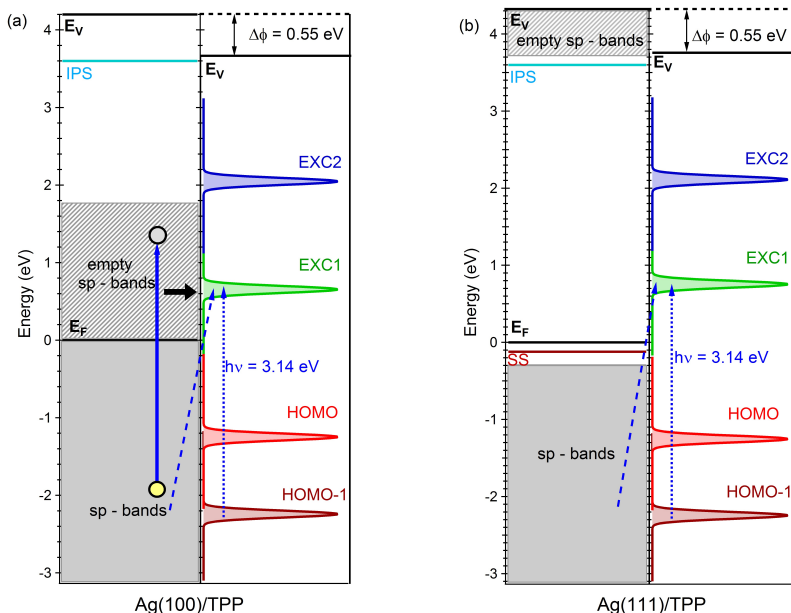 (a)
E_V
Δϕ = 0.55 eV
IPS
E_V
EXC2
empty
sp - bands
EXC1
E_F
hν = 3.14 eV
HOMO
HOMO-1
sp - bands
Energy (eV)
4
3
2
1
0
-1
-2
-3
Ag(100)/TPP
(b)
E_V
empty sp - bands
Δϕ = 0.55 eV
IPS
E_V
EXC2
EXC1
E_F
SS
hν = 3.14 eV
HOMO
sp - bands
HOMO-1
Energy (eV)
4
3
2
1
0
-1
-2
-3
Ag(111)/TPP